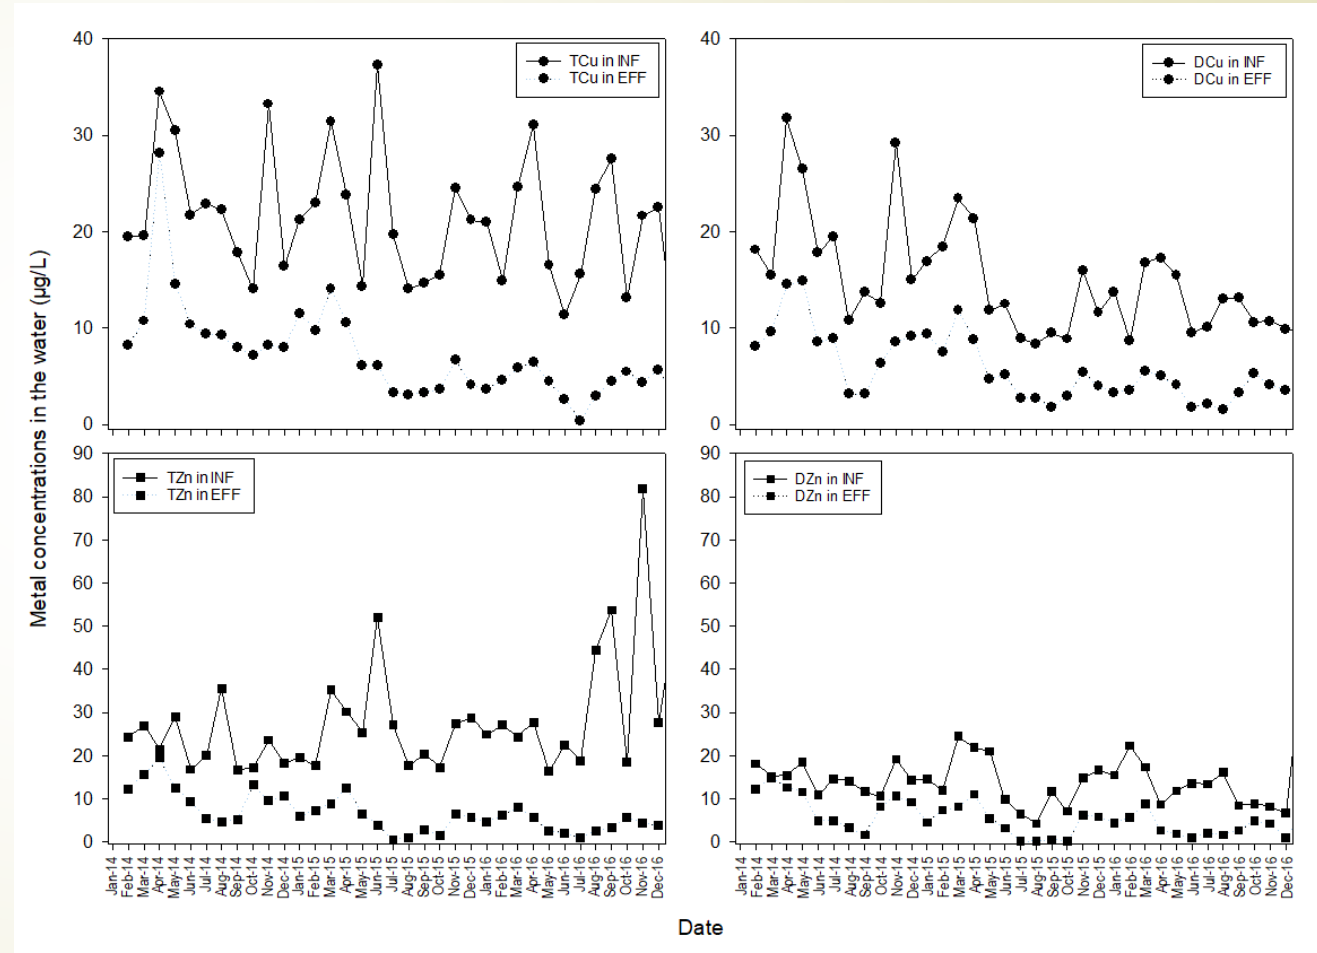 40
30
20
10
0
TCu in INF
TCu in EFF
40
30
20
10
0
DCu in INF
DCu in EFF
Metal concentrations in the water (µg/L)
90
80
70
60
50
40
30
20
10
0
TZn in INF
TZn in EFF
90
80
70
60
50
40
30
20
10
0
DZn in INF
DZn in EFF
Jan-14
Feb-14
Mar-14
Apr-14
May-14
Jun-14
Jul-14
Aug-14
Sep-14
Oct-14
Nov-14
Dec-14
Jan-15
Feb-15
Mar-15
Apr-15
May-15
Jun-15
Jul-15
Aug-15
Sep-15
Oct-15
Nov-15
Dec-15
Jan-16
Feb-16
Mar-16
Apr-16
May-16
Jun-16
Jul-16
Aug-16
Sep-16
Oct-16
Nov-16
Dec-16
Jan-14
Feb-14
Mar-14
Apr-14
May-14
Jun-14
Jul-14
Aug-14
Sep-14
Oct-14
Nov-14
Dec-14
Jan-15
Feb-15
Mar-15
Apr-15
May-15
Jun-15
Jul-15
Aug-15
Sep-15
Oct-15
Nov-15
Dec-15
Jan-16
Feb-16
Mar-16
Apr-16
May-16
Jun-16
Jul-16
Aug-16
Sep-16
Oct-16
Nov-16
Dec-16
Date